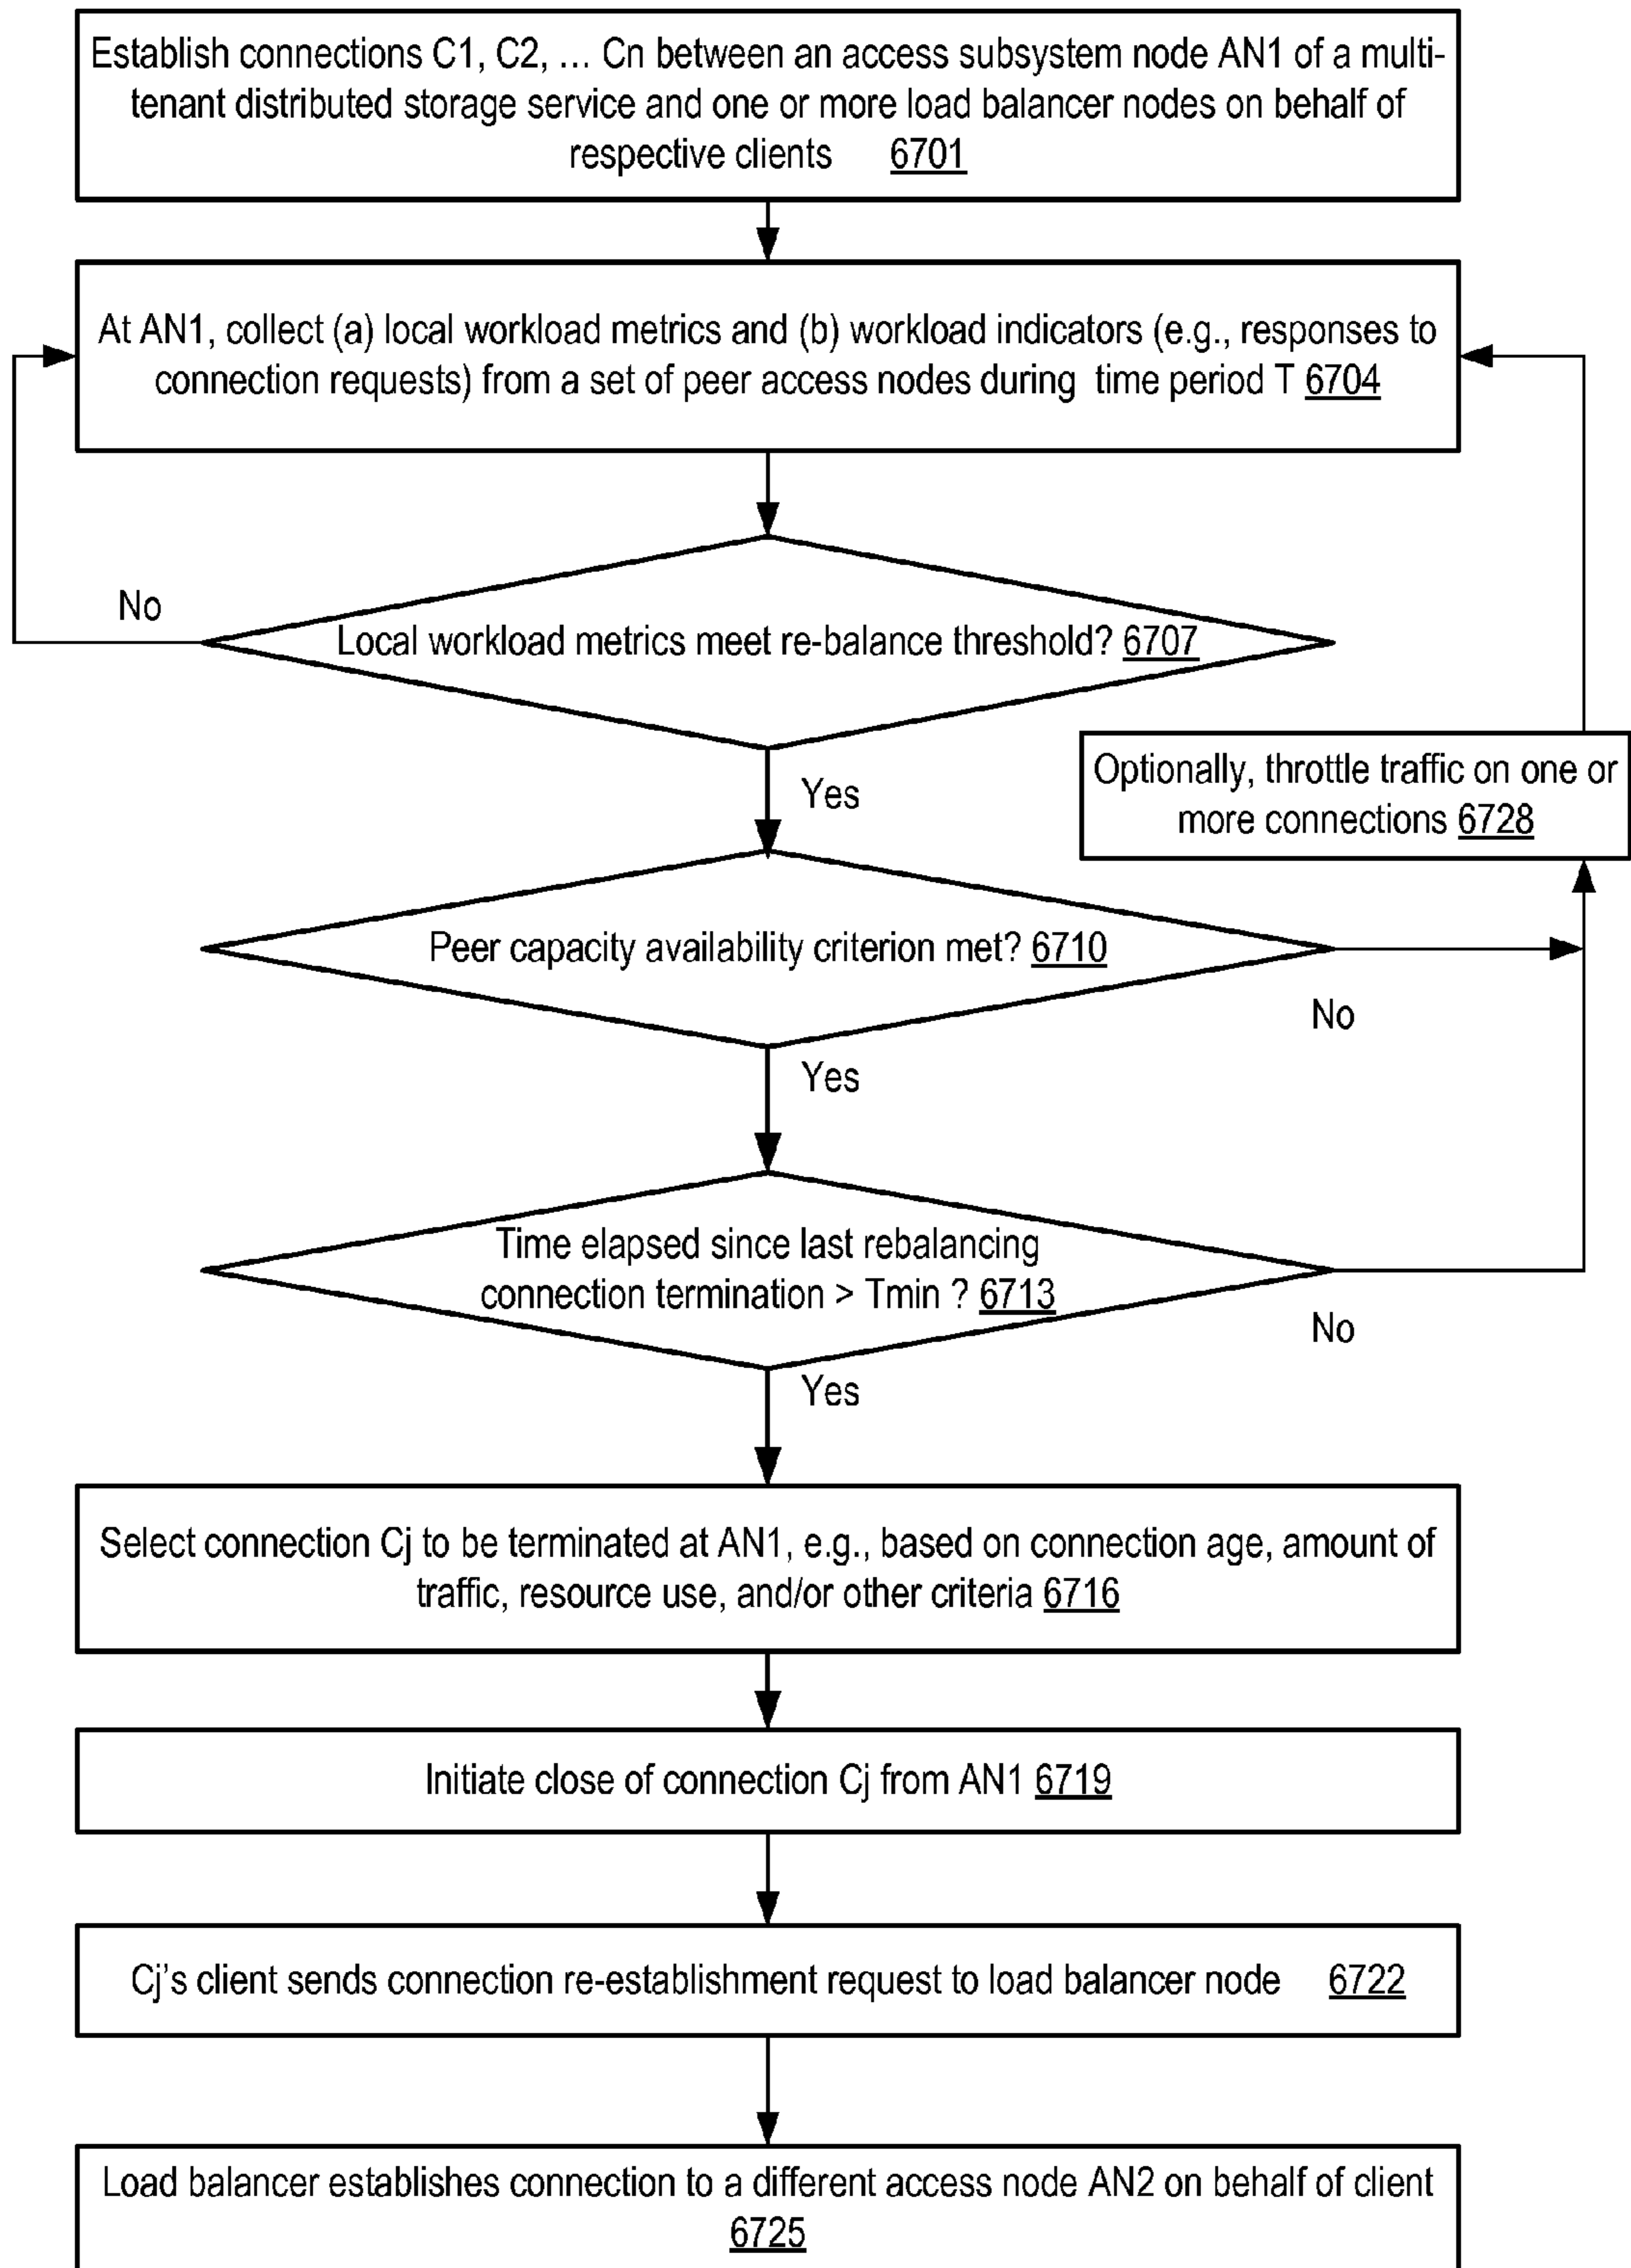 Establish connections C1, C2, ... Cn between an access subsystem node AN1 of a multi-
tenant distributed storage service and one or more load balancer nodes on behalf of
respective clients 6701
At AN1, collect (a) local workload metrics and (b) workload indicators (e.g., responses to
connection requests) from a set of peer access nodes during time period T 6704
No
Local workload metrics meet re-balance threshold? 6707
Yes
Optionally, throttle traffic on one or
more connections 6728
Peer capacity availability criterion met? 6710
No
Yes
Time elapsed since last rebalancing
connection termination > Tmin ? 6713
No
Yes
Select connection Cj to be terminated at AN1, e.g., based on connection age, amount of
traffic, resource use, and/or other criteria 6716
Initiate close of connection Cj from AN1 6719
Cj's client sends connection re-establishment request to load balancer node 6722
Load balancer establishes connection to a different access node AN2 on behalf of client
6725